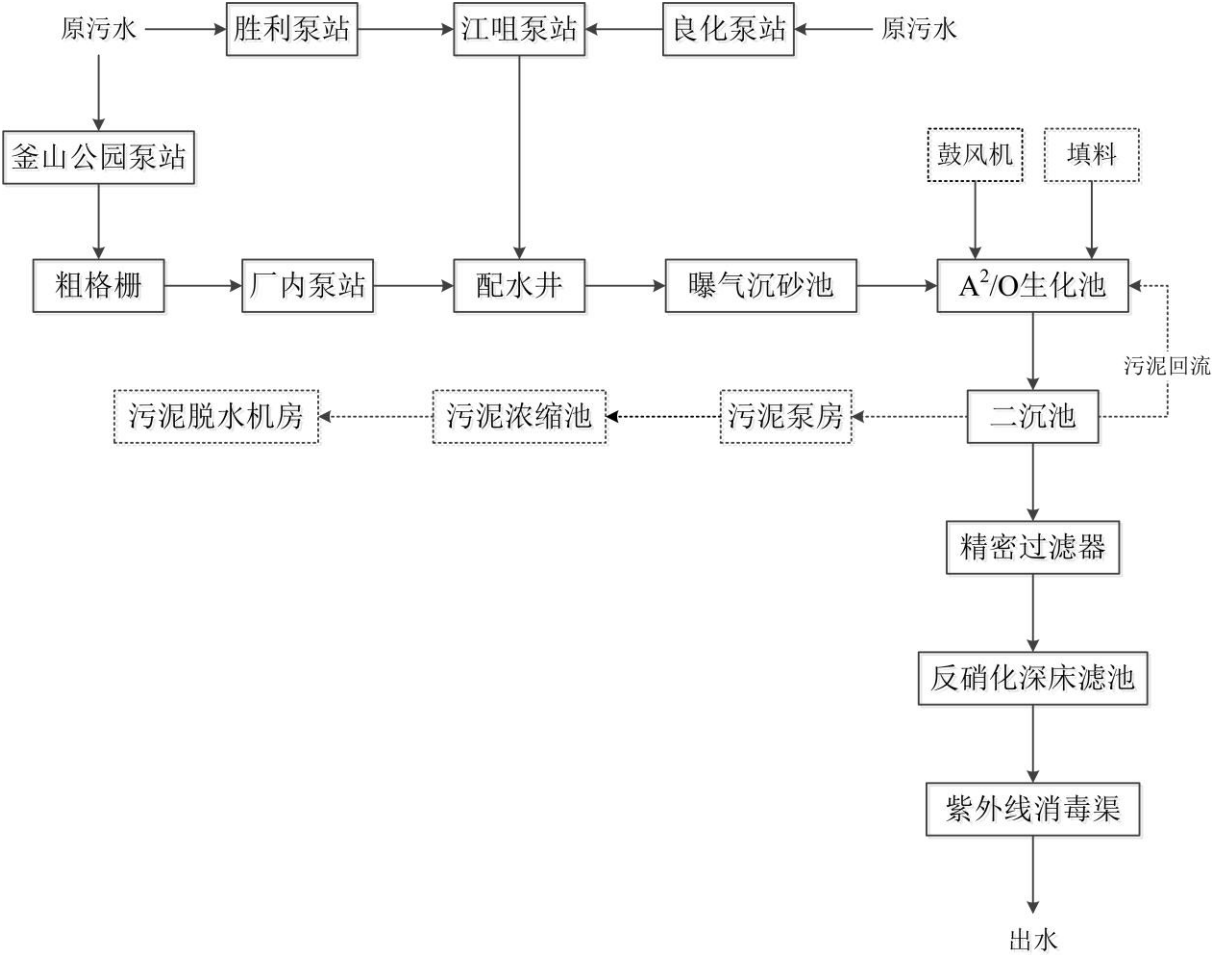 原污水
胜利泵站
江咀泵站
良化泵站
原污水
釜山公园泵站
鼓风机
填料
粗格栅
厂内泵站
配水井
曝气沉砂池
A²/O生化池
污泥回流
污泥脱水机房
污泥浓缩池
污泥泵房
二沉池
精密过滤器
反硝化深床滤池
紫外线消毒渠
出水